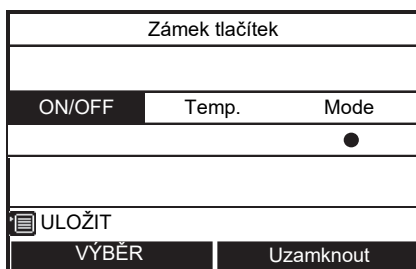 Zámek tlačítek
ON/OFF Temp. Mode
ULOŽIT
VÝBĚR Uzamknout